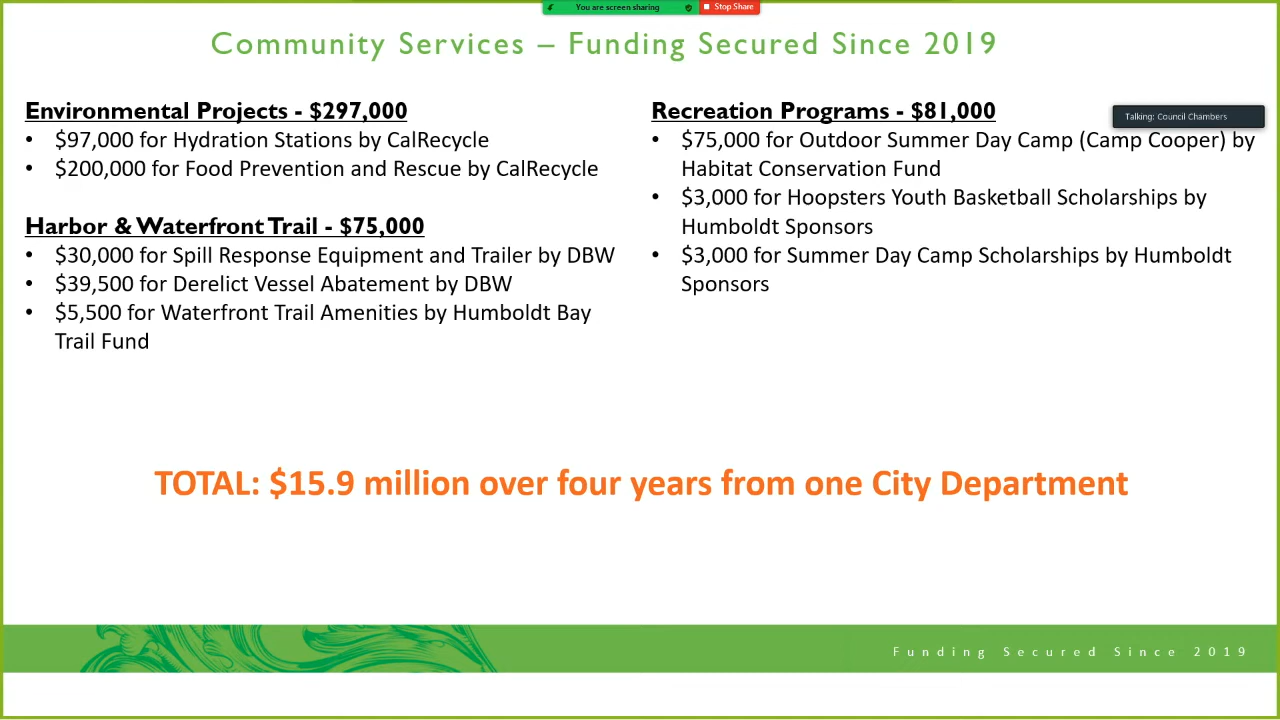 You are screen sharing
Stop Share
Community Services – Funding Secured Since 2019
Environmental Projects - $297,000
• $97,000 for Hydration Stations by CalRecycle
• $200,000 for Food Prevention and Rescue by CalRecycle
Harbor & Waterfront Trail - $75,000
• $30,000 for Spill Response Equipment and Trailer by DBW
• $39,500 for Derelict Vessel Abatement by DBW
• $5,500 for Waterfront Trail Amenities by Humboldt Bay
Trail Fund
Recreation Programs - $81,000
Talking: Council Chambers
• $75,000 for Outdoor Summer Day Camp (Camp Cooper) by
Habitat Conservation Fund
• $3,000 for Hoopsters Youth Basketball Scholarships by
Humboldt Sponsors
• $3,000 for Summer Day Camp Scholarships by Humboldt
Sponsors
TOTAL: $15.9 million over four years from one City Department
Funding Secured Since 2019